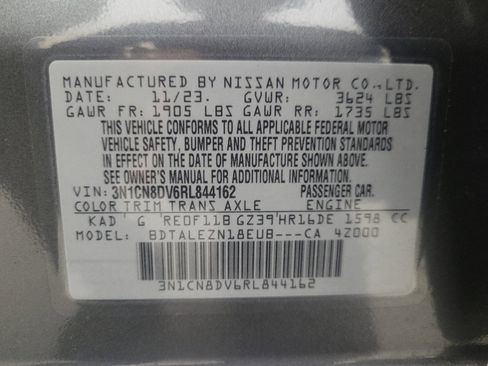 MANUFACTURED BY NISSAN MOTOR CO., LTD.
DATE: 11/23. GVWR: 3624 LBS
GAWR FR: 1905 LBS GAWR RR: 1735 LBS
THIS VEHICLE CONFORMS TO ALL APPLICABLE FEDERAL MOTOR
VEHICLE SAFETY, BUMPER AND THEFT PREVENTION STANDARDS
IN EFFECT ON THE DATE OF MANUFACTURE SHOWN ABOVE.
SEE OWNER'S MANUAL FOR ADDITIONAL INFORMATION.
VIN: 3N1CN8DV6RL844162 PASSENGER CAR.
COLOR TRIM TRANS AXLE ENGINE
KAD G RE0F11B GZ39 HR16DE 1598 CC
MODEL: BDTALEZN18EUB---CA 4Z000
3N1CN8DV6RL844162